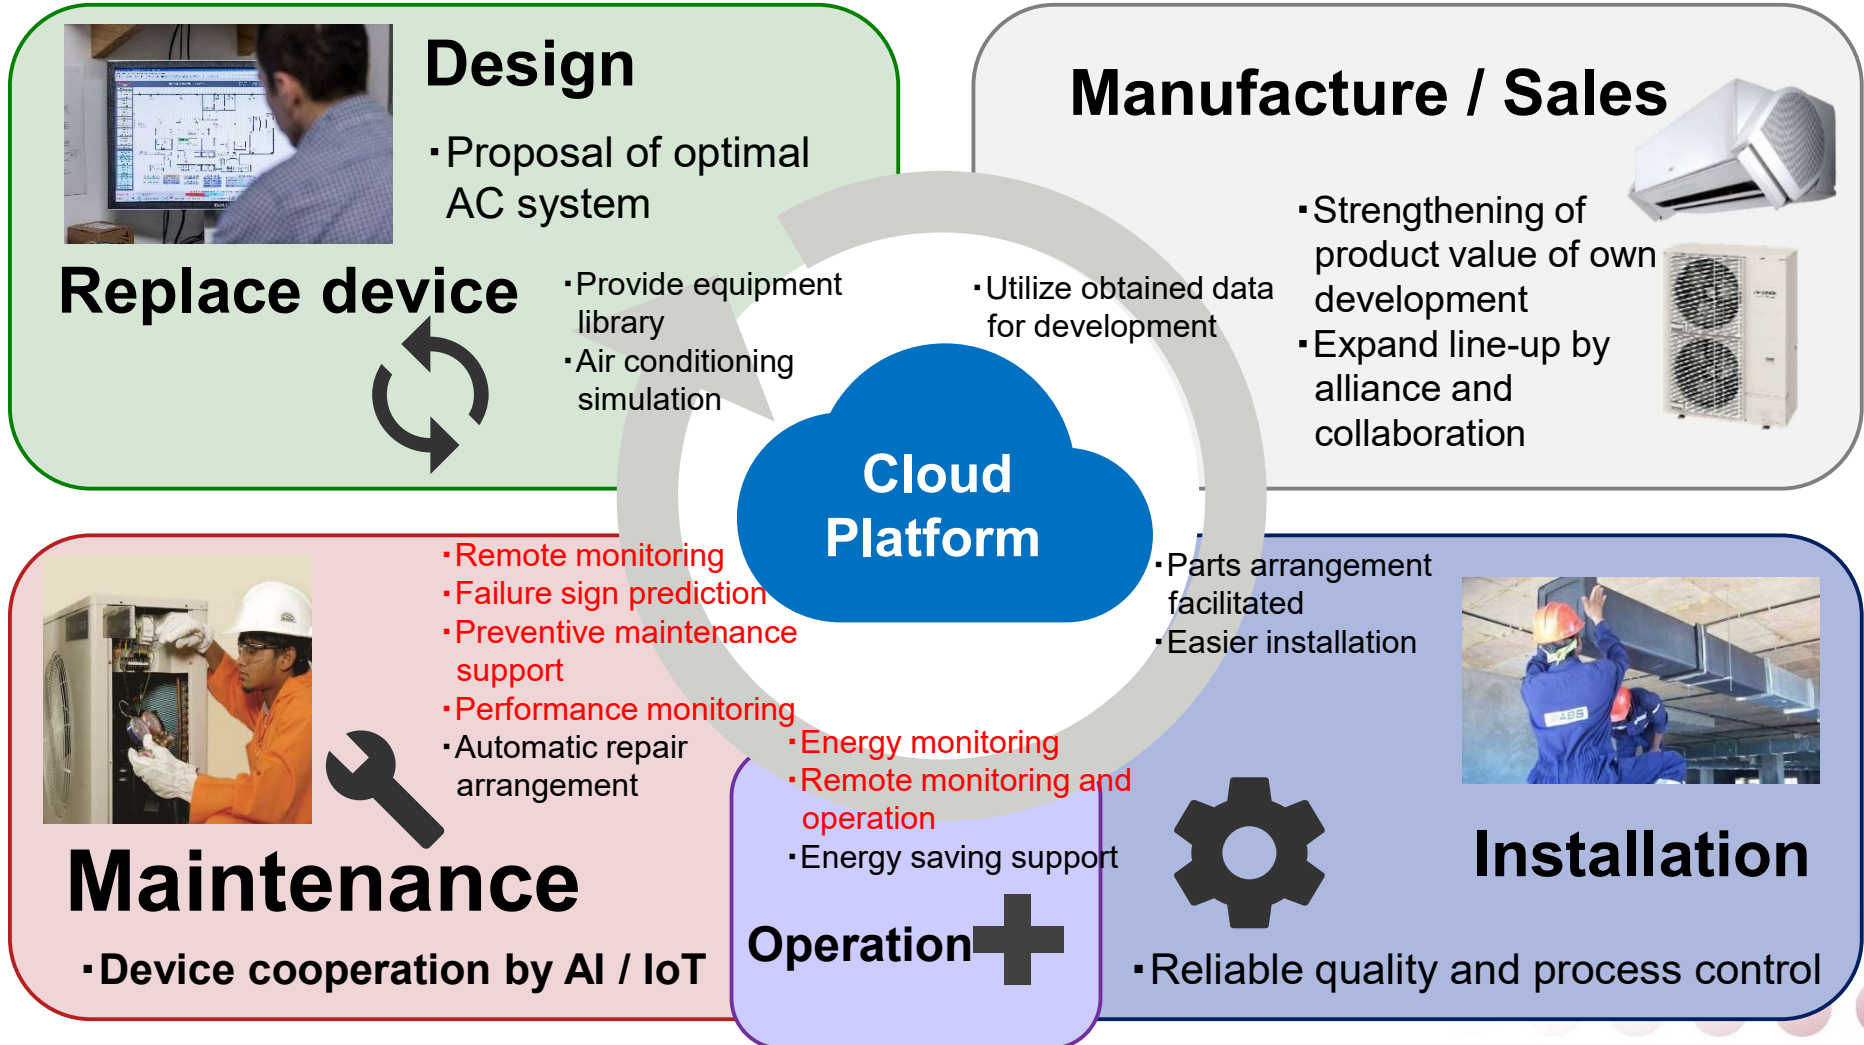 Design
・Proposal of optimal
AC system
Replace device
・Provide equipment
library
・Air conditioning
simulation
Manufacture / Sales
・Strengthening of
product value of own
development
・Expand line-up by
alliance and
collaboration
・Utilize obtained data
for development
Cloud
Platform
・Remote monitoring
・Failure sign prediction
・Preventive maintenance
support
・Performance monitoring
・Automatic repair
arrangement
Maintenance
・Device cooperation by AI / IoT
・Energy monitoring
・Remote monitoring and
operation
・Energy saving support
Operation
・Parts arrangement
facilitated
・Easier installation
ABS
Installation
・Reliable quality and process control